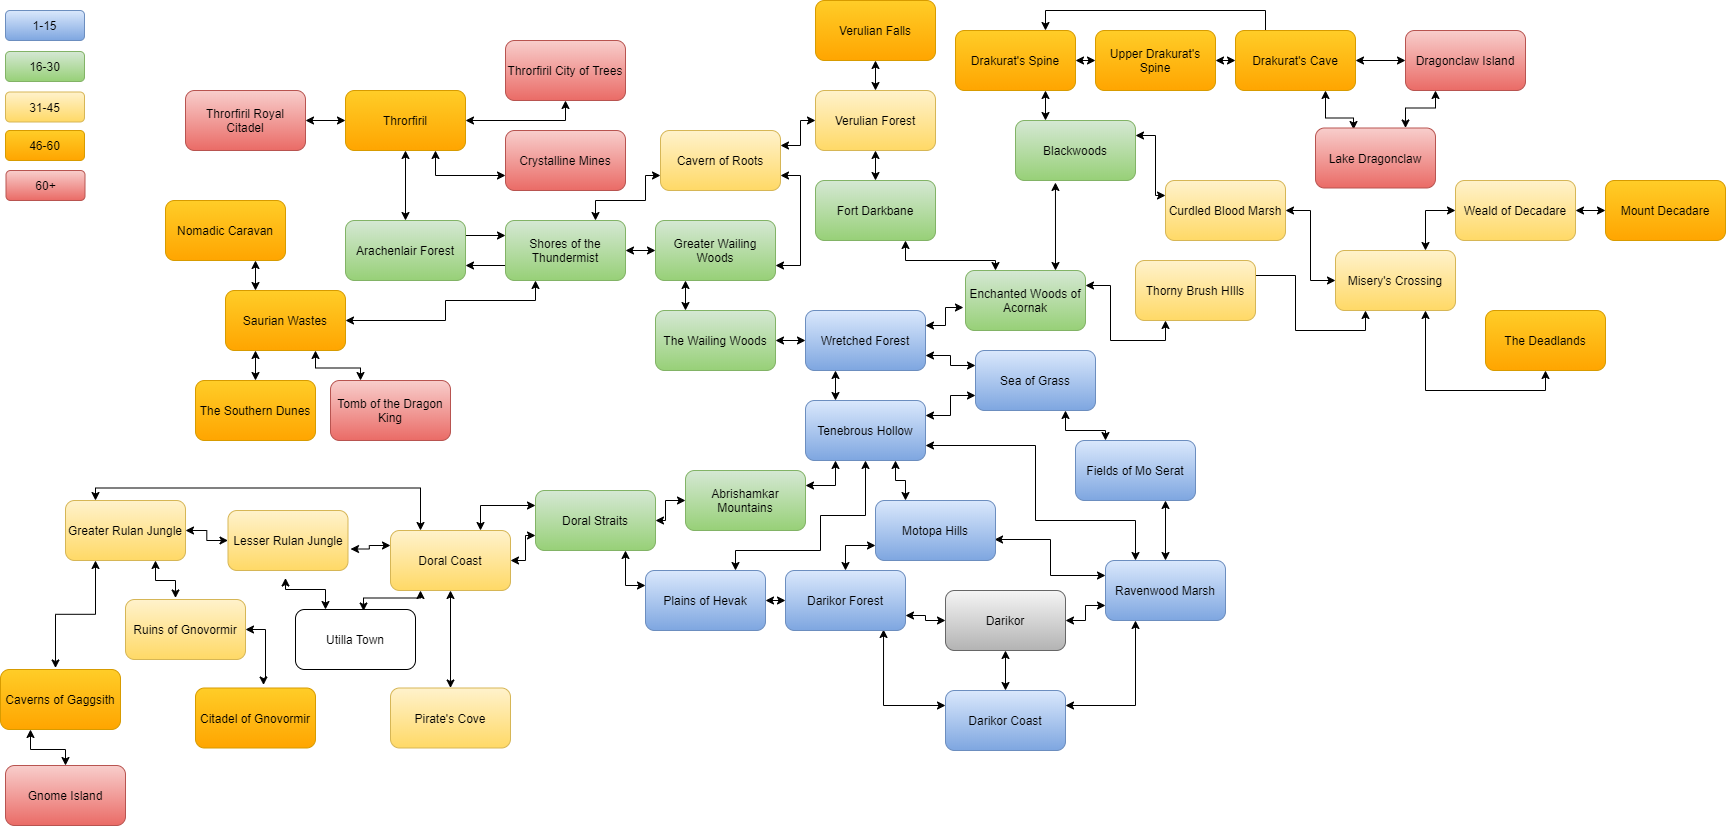 1-15
16-30
31-45
46-60
60+
Verulian Falls
Throrfiril City of Trees
Drakurat's Spine
Upper Drakurat's
Spine
Drakurat's Cave
Dragonclaw Island
Throrfiril Royal
Citadel
Throrfiril
Verulian Forest
Crystalline Mines
Cavern of Roots
Blackwoods
Lake Dragonclaw
Nomadic Caravan
Arachenlair Forest
Shores of the
Thundermist
Greater Wailing
Woods
Fort Darkbane
Curdled Blood Marsh
Weald of Decadare
Mount Decadare
Saurian Wastes
Enchanted Woods of
Acornak
Thorny Brush HIlls
Misery's Crossing
The Wailing Woods
Wretched Forest
The Deadlands
The Southern Dunes
Tomb of the Dragon
King
Sea of Grass
Tenebrous Hollow
Fields of Mo Serat
Greater Rulan Jungle
Lesser Rulan Jungle
Doral Coast
Doral Straits
Abrishamkar
Mountains
Motopa Hills
Ruins of Gnovormir
Utilla Town
Plains of Hevak
Darikor Forest
Darikor
Ravenwood Marsh
Caverns of Gaggsith
Citadel of Gnovormir
Pirate's Cove
Darikor Coast
Gnome Island